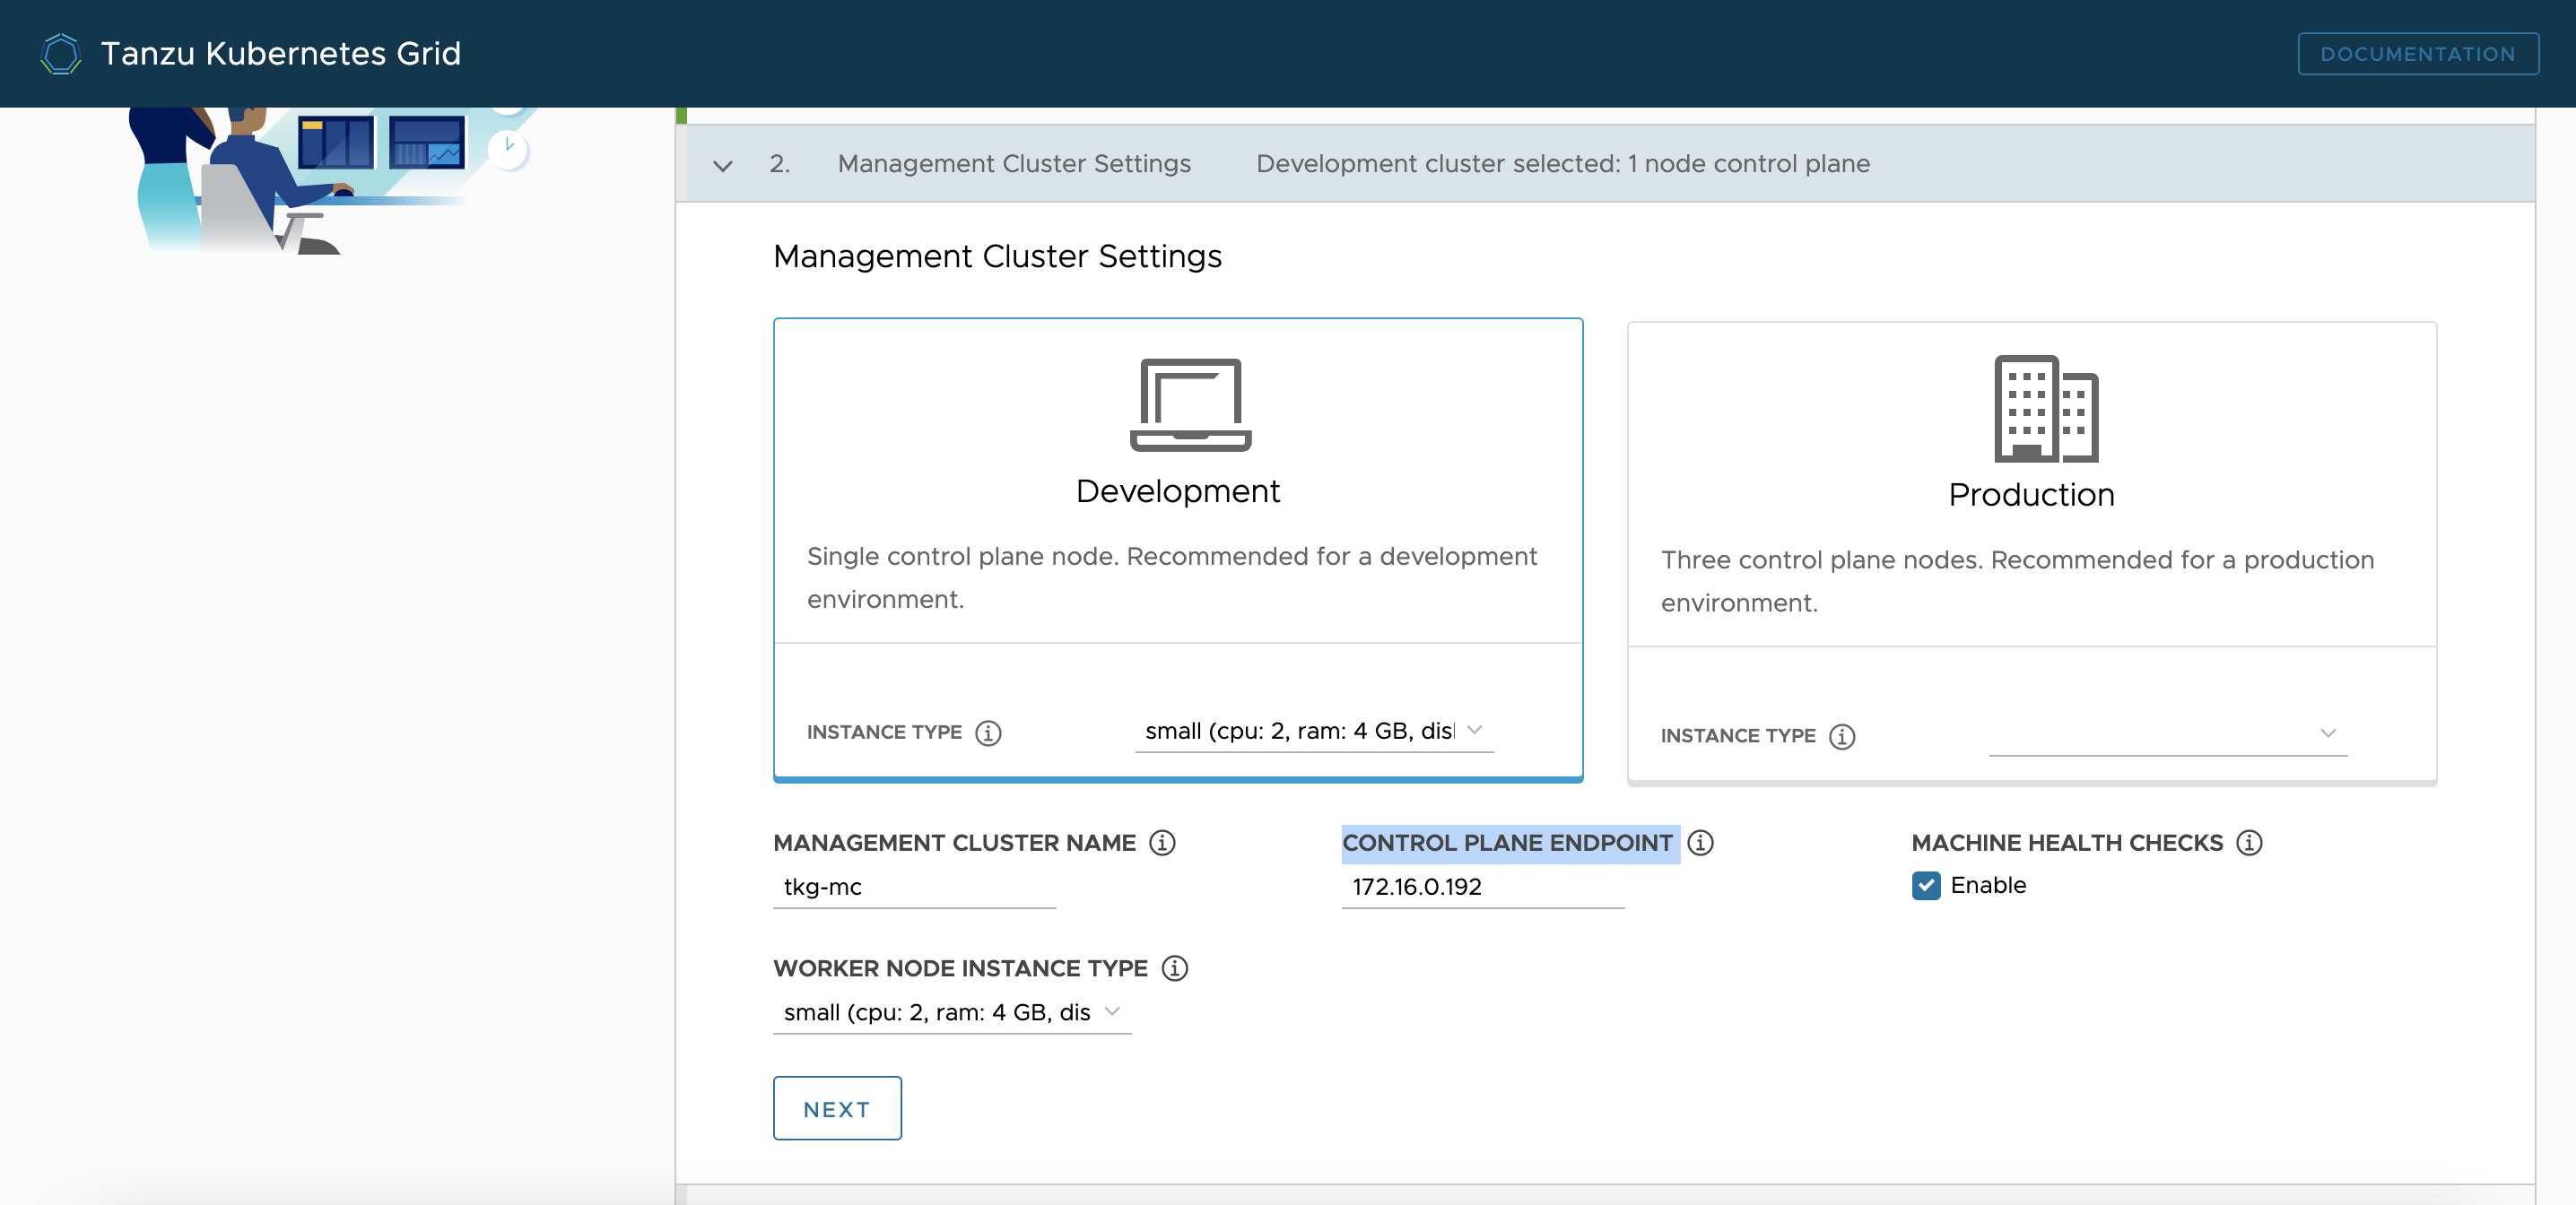 Tanzu Kubernetes Grid
DOCUMENTATION
2. Management Cluster Settings Development cluster selected: 1 node control plane
Management Cluster Settings
Development
Single control plane node. Recommended for a development
environment.
INSTANCE TYPE small (cpu: 2, ram: 4 GB, dis
Production
Three control plane nodes. Recommended for a production
environment.
INSTANCE TYPE
MANAGEMENT CLUSTER NAME
tkg-mc
CONTROL PLANE ENDPOINT
172.16.0.192
MACHINE HEALTH CHECKS
Enable
WORKER NODE INSTANCE TYPE
small (cpu: 2, ram: 4 GB, dis
NEXT